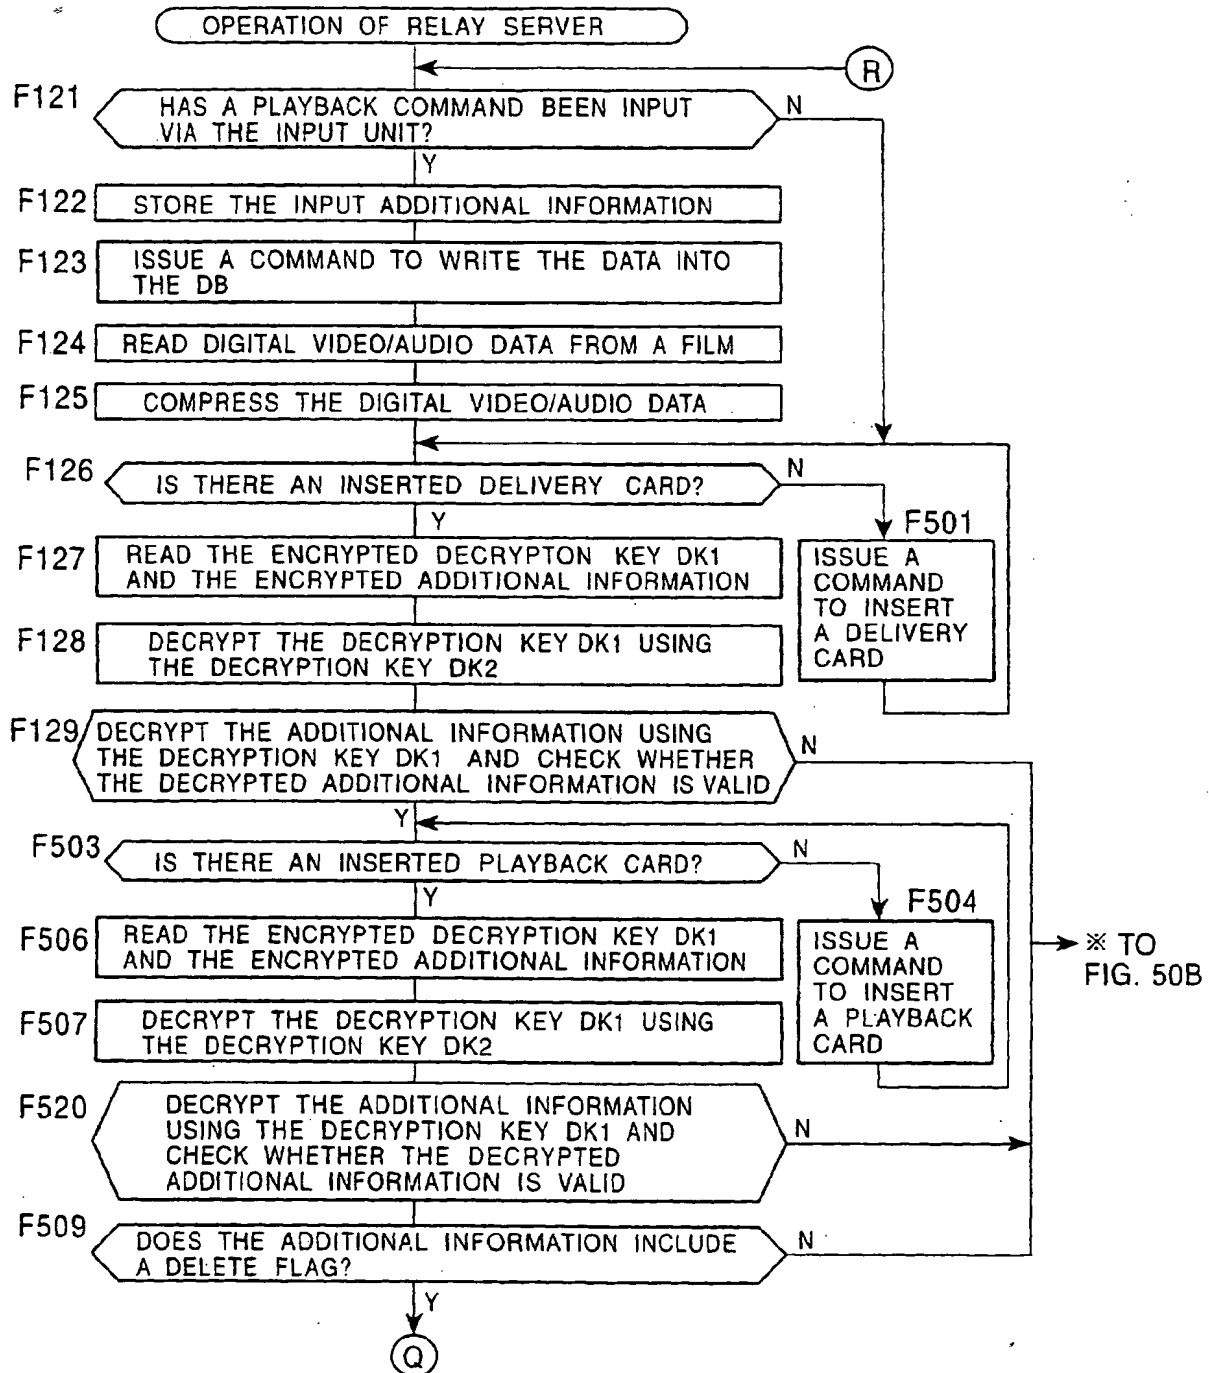 OPERATION OF RELAY SERVER
R
F121
HAS A PLAYBACK COMMAND BEEN INPUT
VIA THE INPUT UNIT?
N
Y
F122
STORE THE INPUT ADDITIONAL INFORMATION
F123
ISSUE A COMMAND TO WRITE THE DATA INTO
THE DB
F124
READ DIGITAL VIDEO/AUDIO DATA FROM A FILM
F125
COMPRESS THE DIGITAL VIDEO/AUDIO DATA
F126
IS THERE AN INSERTED DELIVERY CARD?
N
Y
F501
ISSUE A
COMMAND
TO INSERT
A DELIVERY
CARD
F127
READ THE ENCRYPTED DECRYPTON KEY DK1
AND THE ENCRYPTED ADDITIONAL INFORMATION
F128
DECRYPT THE DECRYPTION KEY DK1 USING
THE DECRYPTION KEY DK2
F129
DECRYPT THE ADDITIONAL INFORMATION USING
THE DECRYPTION KEY DK1 AND CHECK WHETHER
THE DECRYPTED ADDITIONAL INFORMATION IS VALID
N
Y
F503
IS THERE AN INSERTED PLAYBACK CARD?
N
Y
F504
ISSUE A
COMMAND
TO INSERT
A PLAYBACK
CARD
※ TO
FIG. 50B
F506
READ THE ENCRYPTED DECRYPTION KEY DK1
AND THE ENCRYPTED ADDITIONAL INFORMATION
F507
DECRYPT THE DECRYPTION KEY DK1 USING
THE DECRYPTION KEY DK2
F520
DECRYPT THE ADDITIONAL INFORMATION
USING THE DECRYPTION KEY DK1 AND
CHECK WHETHER THE DECRYPTED
ADDITIONAL INFORMATION IS VALID
N
F509
DOES THE ADDITIONAL INFORMATION INCLUDE
A DELETE FLAG?
N
Y
Q